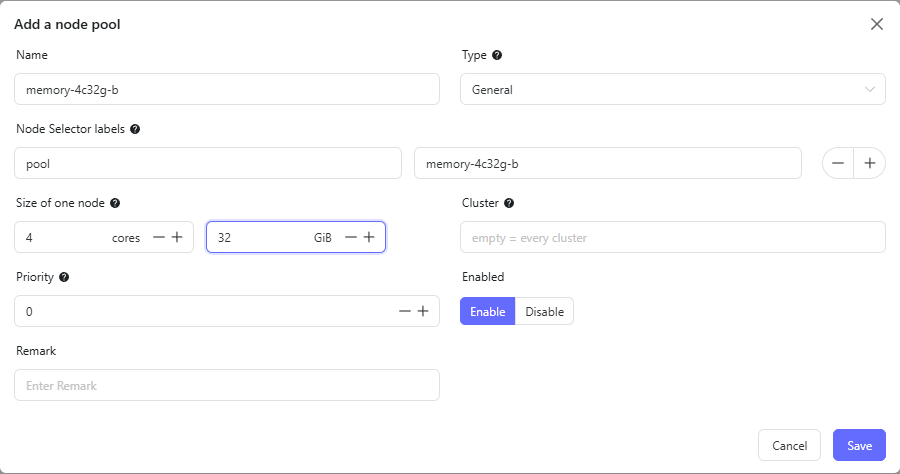 Add a node pool
Name
Type
memory-4c32g-b
General
Node Selector labels
pool
memory-4c32g-b
Size of one node
Cluster
4 cores
32 GiB
empty = every cluster
Priority
Enabled
0
Enable
Disable
Remark
Enter Remark
Cancel
Save